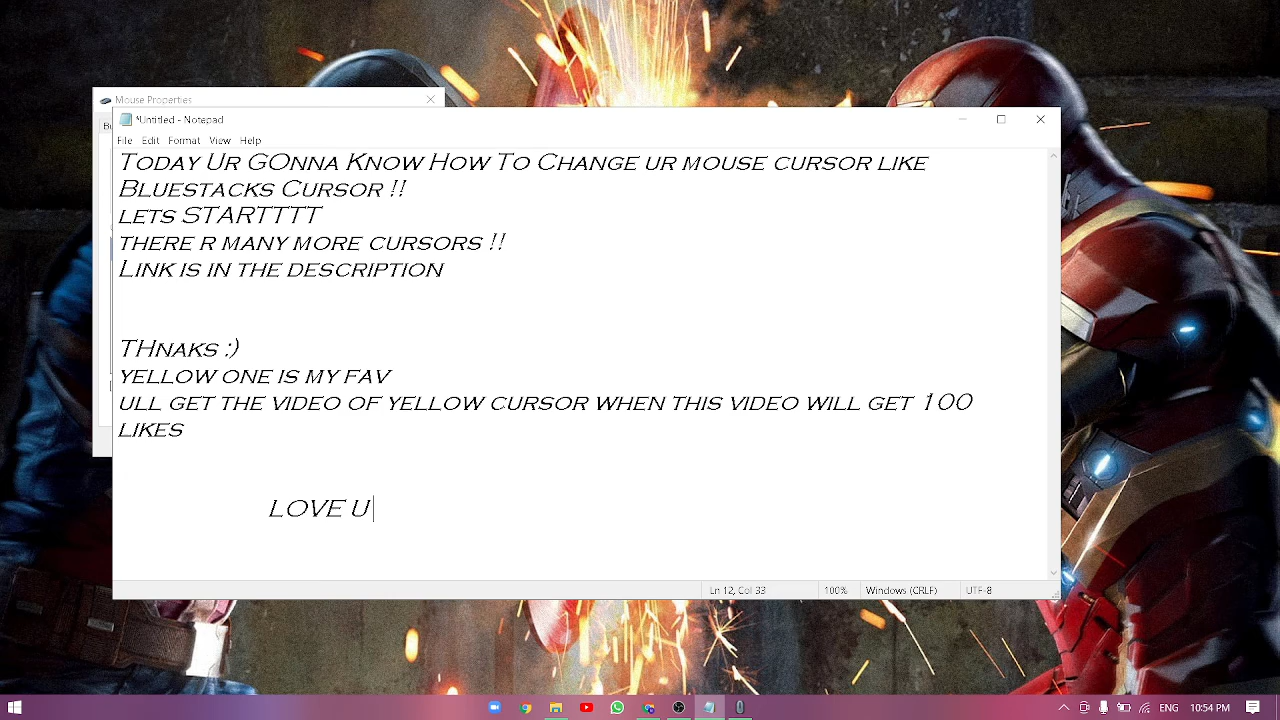 Mouse Properties
*Untitled - Notepad
File Edit Format View Help
Today Ur GOnna Know How To Change ur mouse cursor like
Bluestacks Cursor !!
lets STARTTTT
there r many more cursors !!
Link is in the description
THnaks :)
yellow one is my fav
ull get the video of yellow cursor when this video will get 100
likes
LOVE U
Ln 12, Col 33
100%
Windows (CRLF)
UTF-8
ENG
10:54 PM